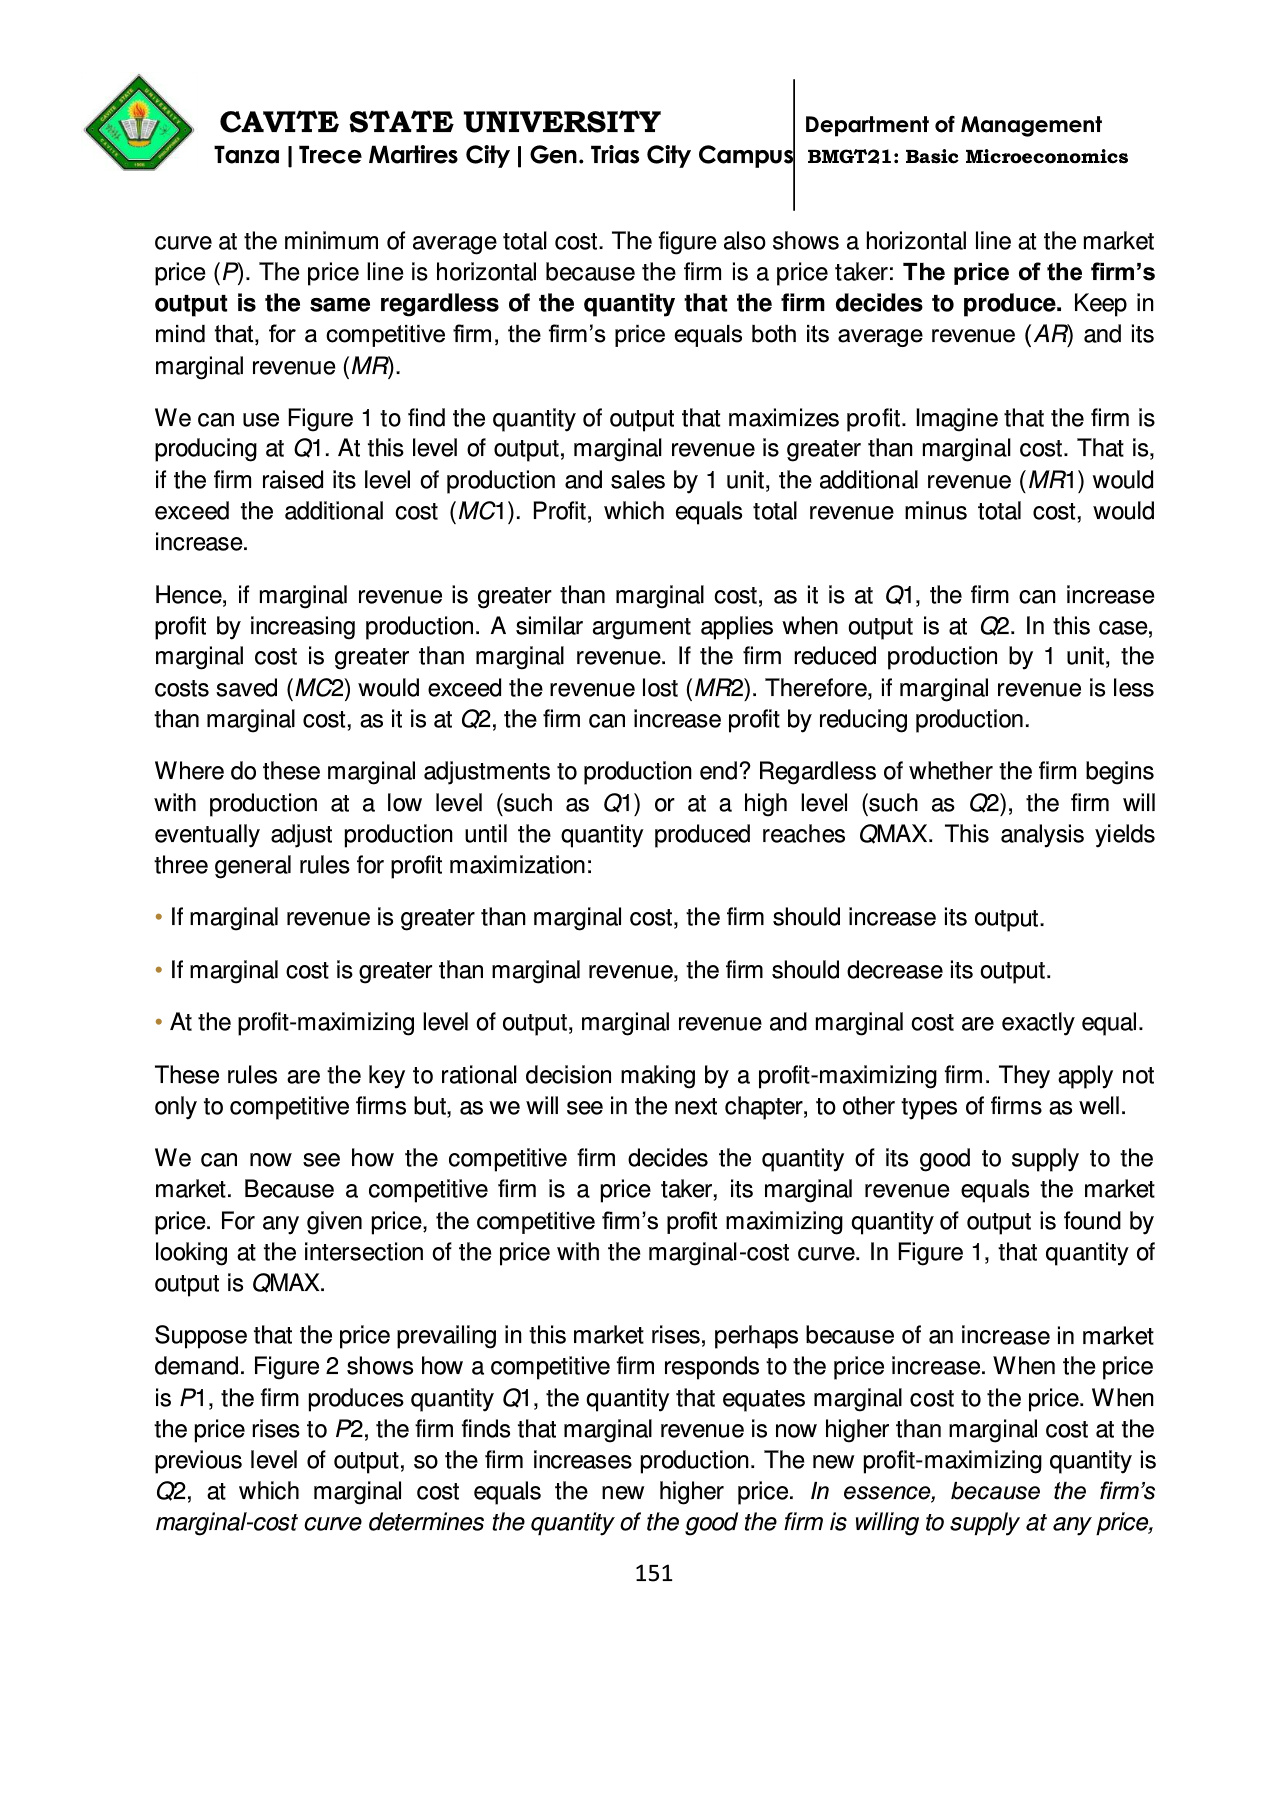 CAVITE STATE UNIVERSITY
Tanza | Trece Martires City | Gen. Trias City Campus
Department of Management
BMGT21: Basic Microeconomics
curve at the minimum of average total cost. The figure also shows a horizontal line at the market
price (P). The price line is horizontal because the firm is a price taker: The price of the firm’s
output is the same regardless of the quantity that the firm decides to produce. Keep in
mind that, for a competitive firm, the firm’s price equals both its average revenue (AR) and its
marginal revenue (MR).
We can use Figure 1 to find the quantity of output that maximizes profit. Imagine that the firm is
producing at Q1. At this level of output, marginal revenue is greater than marginal cost. That is,
if the firm raised its level of production and sales by 1 unit, the additional revenue (MR1) would
exceed the additional cost (MC1). Profit, which equals total revenue minus total cost, would
increase.
Hence, if marginal revenue is greater than marginal cost, as it is at Q1, the firm can increase
profit by increasing production. A similar argument applies when output is at Q2. In this case,
marginal cost is greater than marginal revenue. If the firm reduced production by 1 unit, the
costs saved (MC2) would exceed the revenue lost (MR2). Therefore, if marginal revenue is less
than marginal cost, as it is at Q2, the firm can increase profit by reducing production.
Where do these marginal adjustments to production end? Regardless of whether the firm begins
with production at a low level (such as Q1) or at a high level (such as Q2), the firm will
eventually adjust production until the quantity produced reaches QMAX. This analysis yields
three general rules for profit maximization:
• If marginal revenue is greater than marginal cost, the firm should increase its output.
• If marginal cost is greater than marginal revenue, the firm should decrease its output.
• At the profit-maximizing level of output, marginal revenue and marginal cost are exactly equal.
These rules are the key to rational decision making by a profit-maximizing firm. They apply not
only to competitive firms but, as we will see in the next chapter, to other types of firms as well.
We can now see how the competitive firm decides the quantity of its good to supply to the
market. Because a competitive firm is a price taker, its marginal revenue equals the market
price. For any given price, the competitive firm’s profit maximizing quantity of output is found by
looking at the intersection of the price with the marginal-cost curve. In Figure 1, that quantity of
output is QMAX.
Suppose that the price prevailing in this market rises, perhaps because of an increase in market
demand. Figure 2 shows how a competitive firm responds to the price increase. When the price
is P1, the firm produces quantity Q1, the quantity that equates marginal cost to the price. When
the price rises to P2, the firm finds that marginal revenue is now higher than marginal cost at the
previous level of output, so the firm increases production. The new profit-maximizing quantity is
Q2, at which marginal cost equals the new higher price. In essence, because the firm’s
marginal-cost curve determines the quantity of the good the firm is willing to supply at any price,
151